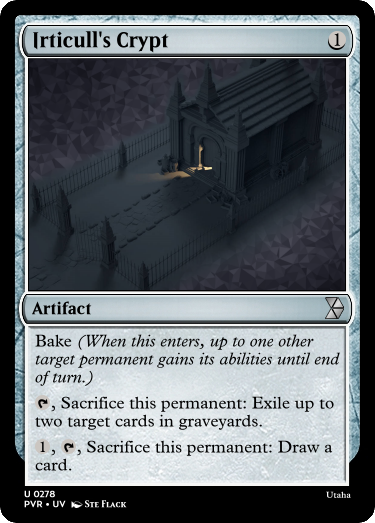 Irticull's Crypt 1
Artifact
Bake (When this enters, up to one other
target permanent gains its abilities until end
of turn.)
, Sacrifice this permanent: Exile up to
two target cards in graveyards.
1, , Sacrifice this permanent: Draw a
card.
U 0278
PVR • UV Ste Flack
Utaha